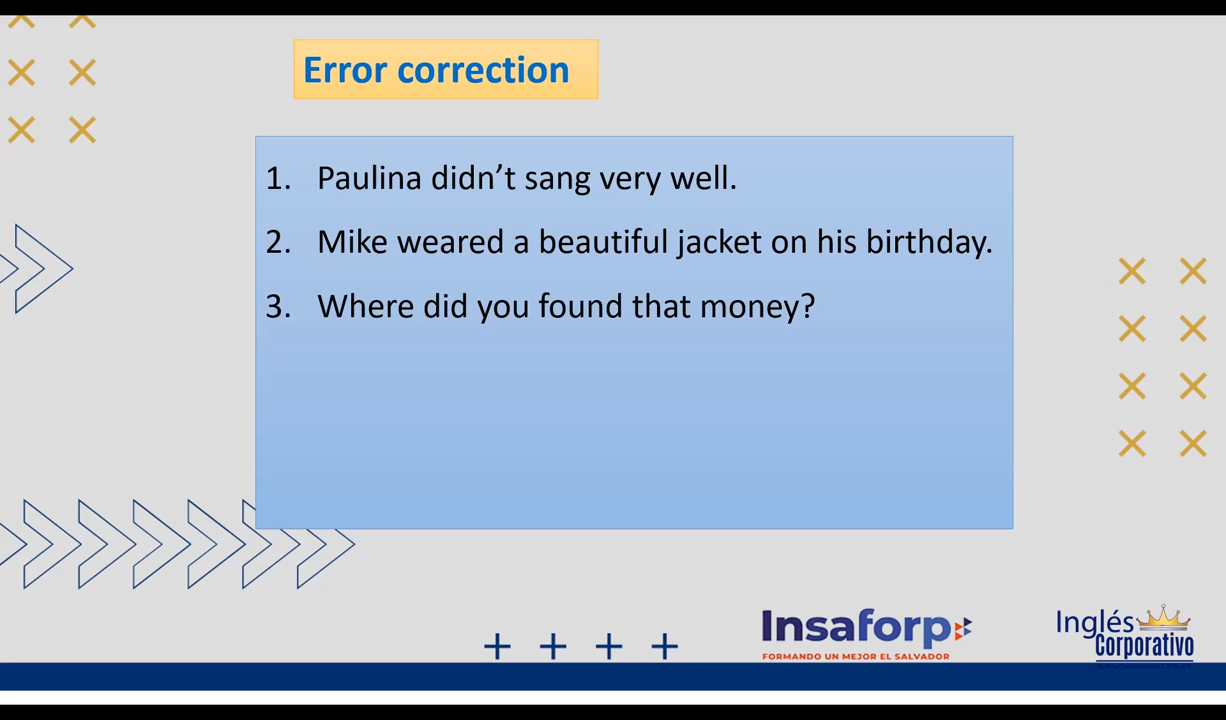 Error correction
1. Paulina didn’t sang very well.
2. Mike weared a beautiful jacket on his birthday.
3. Where did you found that money?
Insaforp
FORMANDO UN MEJOR EL SALVADOR
Inglés
Corporativo